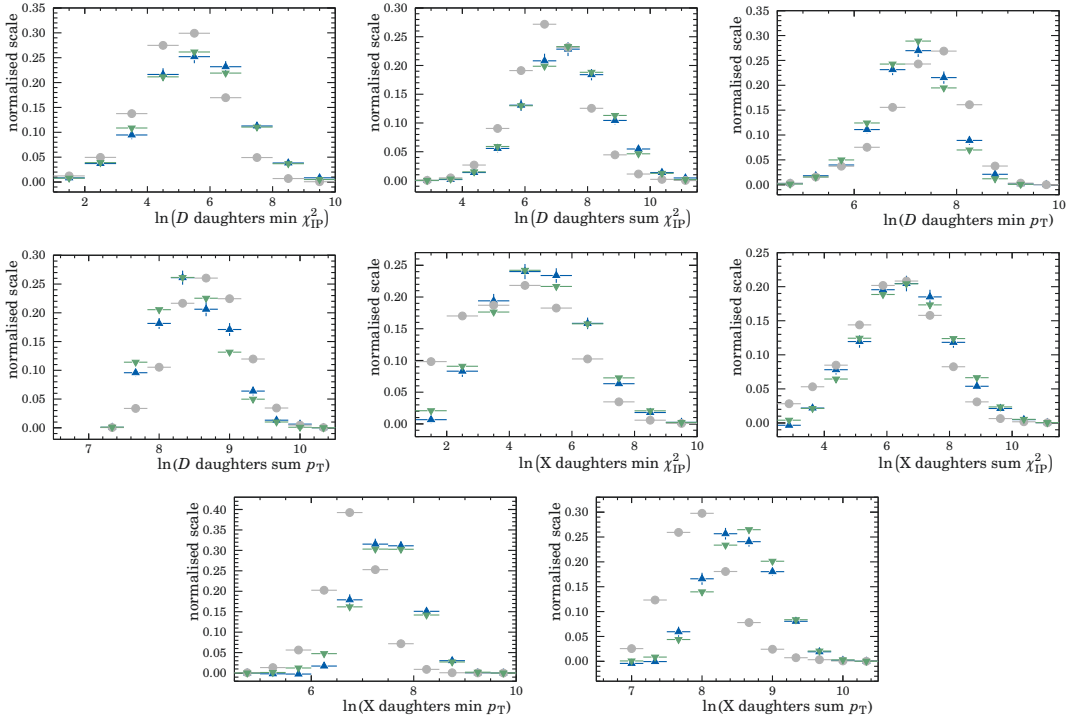 normalised scale
0.35
0.30
0.25
0.20
0.15
0.10
0.05
0.00
2 4 6 8 10
ln(D daughters min χ²_IP)
normalised scale
0.30
0.25
0.20
0.15
0.10
0.05
0.00
4 6 8 10
ln(D daughters sum χ²_IP)
normalised scale
0.35
0.30
0.25
0.20
0.15
0.10
0.05
0.00
6 8 10
ln(D daughters min p_T)
normalised scale
0.30
0.25
0.20
0.15
0.10
0.05
0.00
7 8 9 10
ln(D daughters sum p_T)
normalised scale
0.25
0.20
0.15
0.10
0.05
0.00
2 4 6 8 10
ln(X daughters min χ²_IP)
normalised scale
0.25
0.20
0.15
0.10
0.05
0.00
4 6 8 10
ln(X daughters sum χ²_IP)
normalised scale
0.40
0.35
0.30
0.25
0.20
0.15
0.10
0.05
0.00
6 8 10
ln(X daughters min p_T)
normalised scale
0.30
0.25
0.20
0.15
0.10
0.05
0.00
7 8 9 10
ln(X daughters sum p_T)